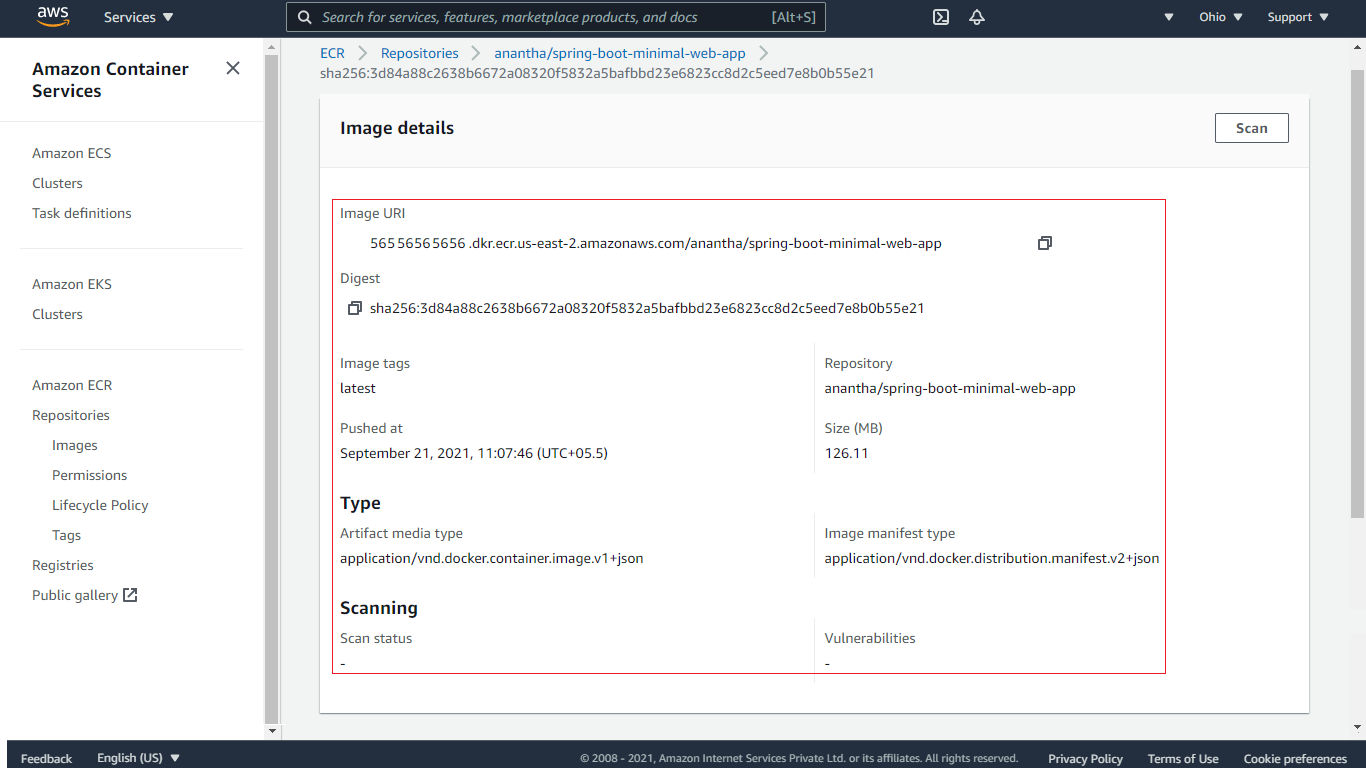 aws Services Search for services, features, marketplace products, and docs [Alt+S] Ohio Support
Amazon Container Services
Amazon ECS
Clusters
Task definitions
Amazon EKS
Clusters
Amazon ECR
Repositories
Images
Permissions
Lifecycle Policy
Tags
Registries
Public gallery
ECR Repositories anantha/spring-boot-minimal-web-app
sha256:3d84a88c2638b6672a08320f5832a5bafbbd23e6823cc8d2c5eed7e8b0b55e21
Image details Scan
Image URI
56556565656 .dkr.ecr.us-east-2.amazonaws.com/anantha/spring-boot-minimal-web-app
Digest
sha256:3d84a88c2638b6672a08320f5832a5bafbbd23e6823cc8d2c5eed7e8b0b55e21
Image tags Repository
latest anantha/spring-boot-minimal-web-app
Pushed at Size (MB)
September 21, 2021, 11:07:46 (UTC+05.5) 126.11
Type
Artifact media type Image manifest type
application/vnd.docker.container.image.v1+json application/vnd.docker.distribution.manifest.v2+json
Scanning
Scan status Vulnerabilities
- -
Feedback English (US) © 2008 - 2021, Amazon Internet Services Private Ltd. or its affiliates. All rights reserved. Privacy Policy Terms of Use Cookie preferences